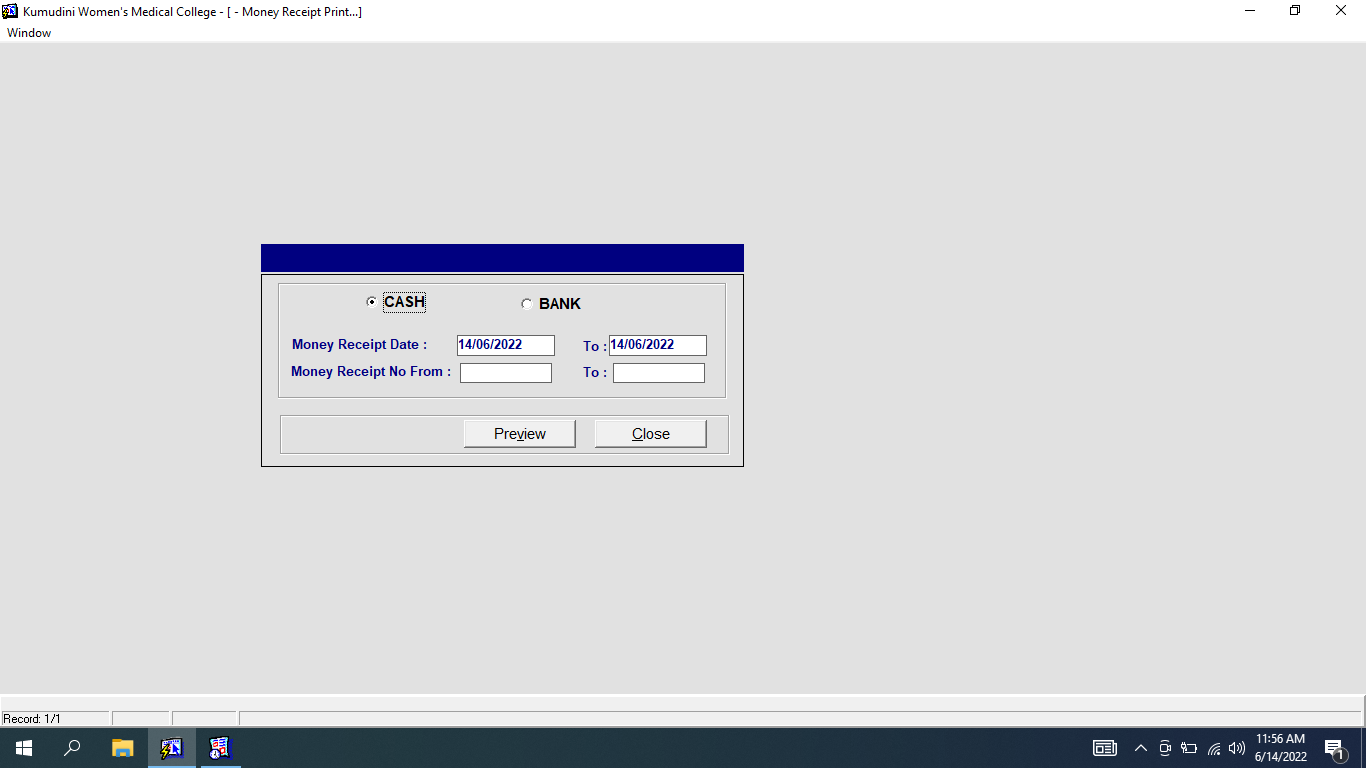 Kumudini Women's Medical College - [ - Money Receipt Print...]
Window
CASH BANK
Money Receipt Date : 14/06/2022 To : 14/06/2022
Money Receipt No From : To :
Preview Close
Record: 1/1
11:56 AM
6/14/2022
1